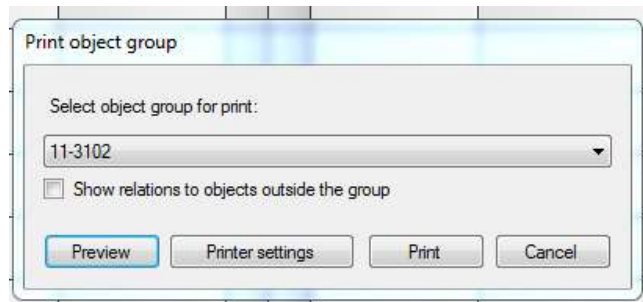 Print object group
Select object group for print:
11-3102
Show relations to objects outside the group
Preview Printer settings Print Cancel